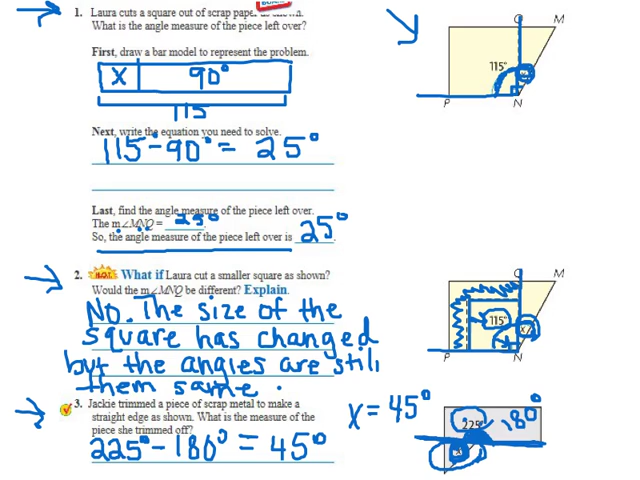 1. Laura cuts a square out of scrap paper as shown.
What is the angle measure of the piece left over?
First, draw a bar model to represent the problem.
X 90°
115
Next, write the equation you need to solve.
115 - 90° = 25°
Last, find the angle measure of the piece left over.
The m∠MNQ = 25°.
So, the angle measure of the piece left over is 25°.
Q M
115°
x
P N
2. H.O.T. What if Laura cut a smaller square as shown?
Would the m∠MNQ be different? Explain.
No. The size of the
square has changed
but the angles are still
them same.
Q M
115°
x
P N
3. Jackie trimmed a piece of scrap metal to make a
straight edge as shown. What is the measure of the
piece she trimmed off?
225° - 180° = 45°
X = 45°
225° 180°
x